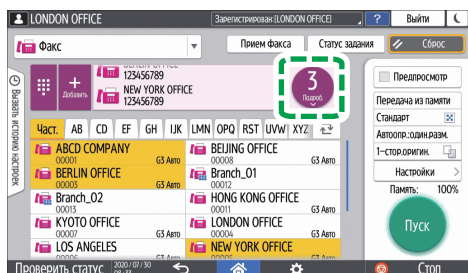 LONDON OFFICE
Зарегистрирован:[LONDON OFFICE]
?
Выйти
Факс
Прием факса
Статус задания
Сброс
Вызвать историю настроек
Добавить
BERLIN OFFICE
123456789
NEW YORK OFFICE
123456789
3
Подроб.
Предпросмотр
Передача из памяти
Стандарт
Автоопр:один.разм.
1-стор.оригин.
Настройки
Память: 100%
Пуск
Част. AB CD EF GH IJK LMN OPQ RST UVW XYZ
ABCD COMPANY
00001 G3 Авто
BEIJING OFFICE
00008 G3 Авто
BERLIN OFFICE
00003 G3 Авто
Branch_01
00012
Branch_02
00013
HONG KONG OFFICE
00011 G3 Авто
KYOTO OFFICE
00007 G3 Авто
LONDON OFFICE
00004 G3 Авто
LOS ANGELES
NEW YORK OFFICE
Проверить статус
2020/07/30
Стоп